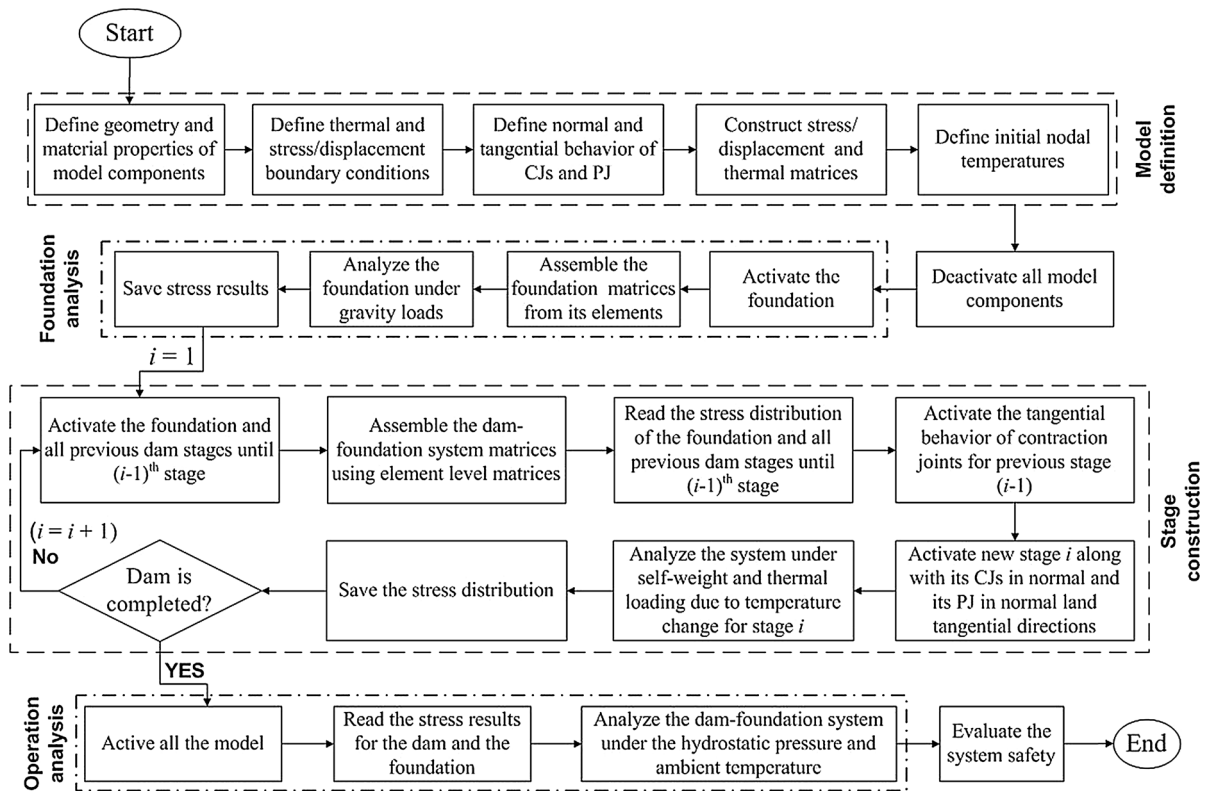 Start
Define geometry and
material properties of
model components
Define thermal and
stress/displacement
boundary conditions
Define normal and
tangential behavior of
CJs and PJ
Construct stress/
displacement and
thermal matrices
Define initial nodal
temperatures
Model
definition
Foundation
analysis
Deactivate all model
components
Activate the
foundation
Assemble the
foundation matrices
from its elements
Analyze the
foundation under
gravity loads
Save stress results
i = 1
Activate the foundation and
all previous dam stages until
(i-1)th stage
Assemble the dam-
foundation system matrices
using element level matrices
Read the stress distribution
of the foundation and all
previous dam stages until
(i-1)th stage
Activate the tangential
behavior of contraction
joints for previous stage
(i-1)
Stage
construction
Activate new stage i along
with its CJs in normal and
its PJ in normal land
tangential directions
Analyze the system under
self-weight and thermal
loading due to temperature
change for stage i
Save the stress distribution
Dam is
completed?
(i = i + 1)
No
YES
Operation
analysis
Active all the model
Read the stress results
for the dam and the
foundation
Analyze the dam-foundation system
under the hydrostatic pressure and
ambient temperature
Evaluate the
system safety
End